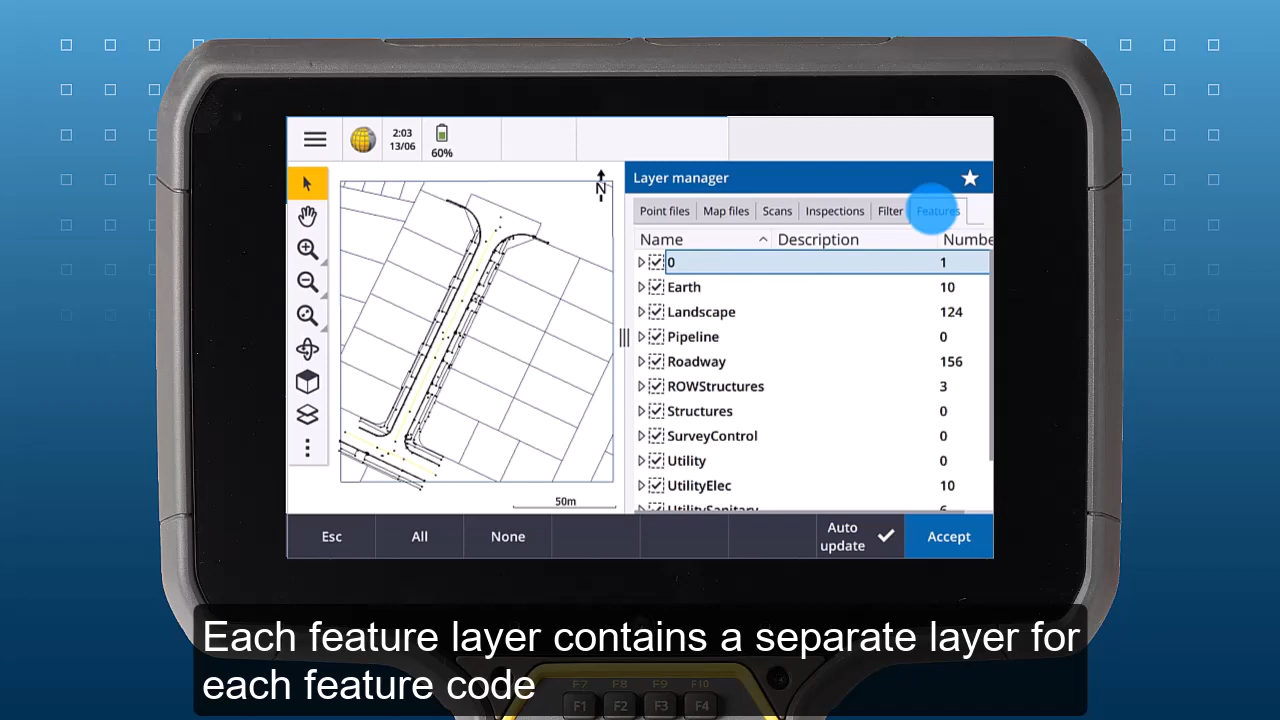 2:03
13/06
60%
Layer manager
Point files
Map files
Scans
Inspections
Filter
Features
Name
Description
Numbe
0
1
Earth
10
Landscape
124
Pipeline
0
Roadway
156
ROWStructures
3
Structures
0
SurveyControl
0
Utility
0
UtilityElec
10
UtilitySanitary
6
N
50m
Esc
All
None
Auto
update
Accept
Each feature layer contains a separate layer for
each feature code
F7
F8
F9
F10
F1
F2
F3
F4